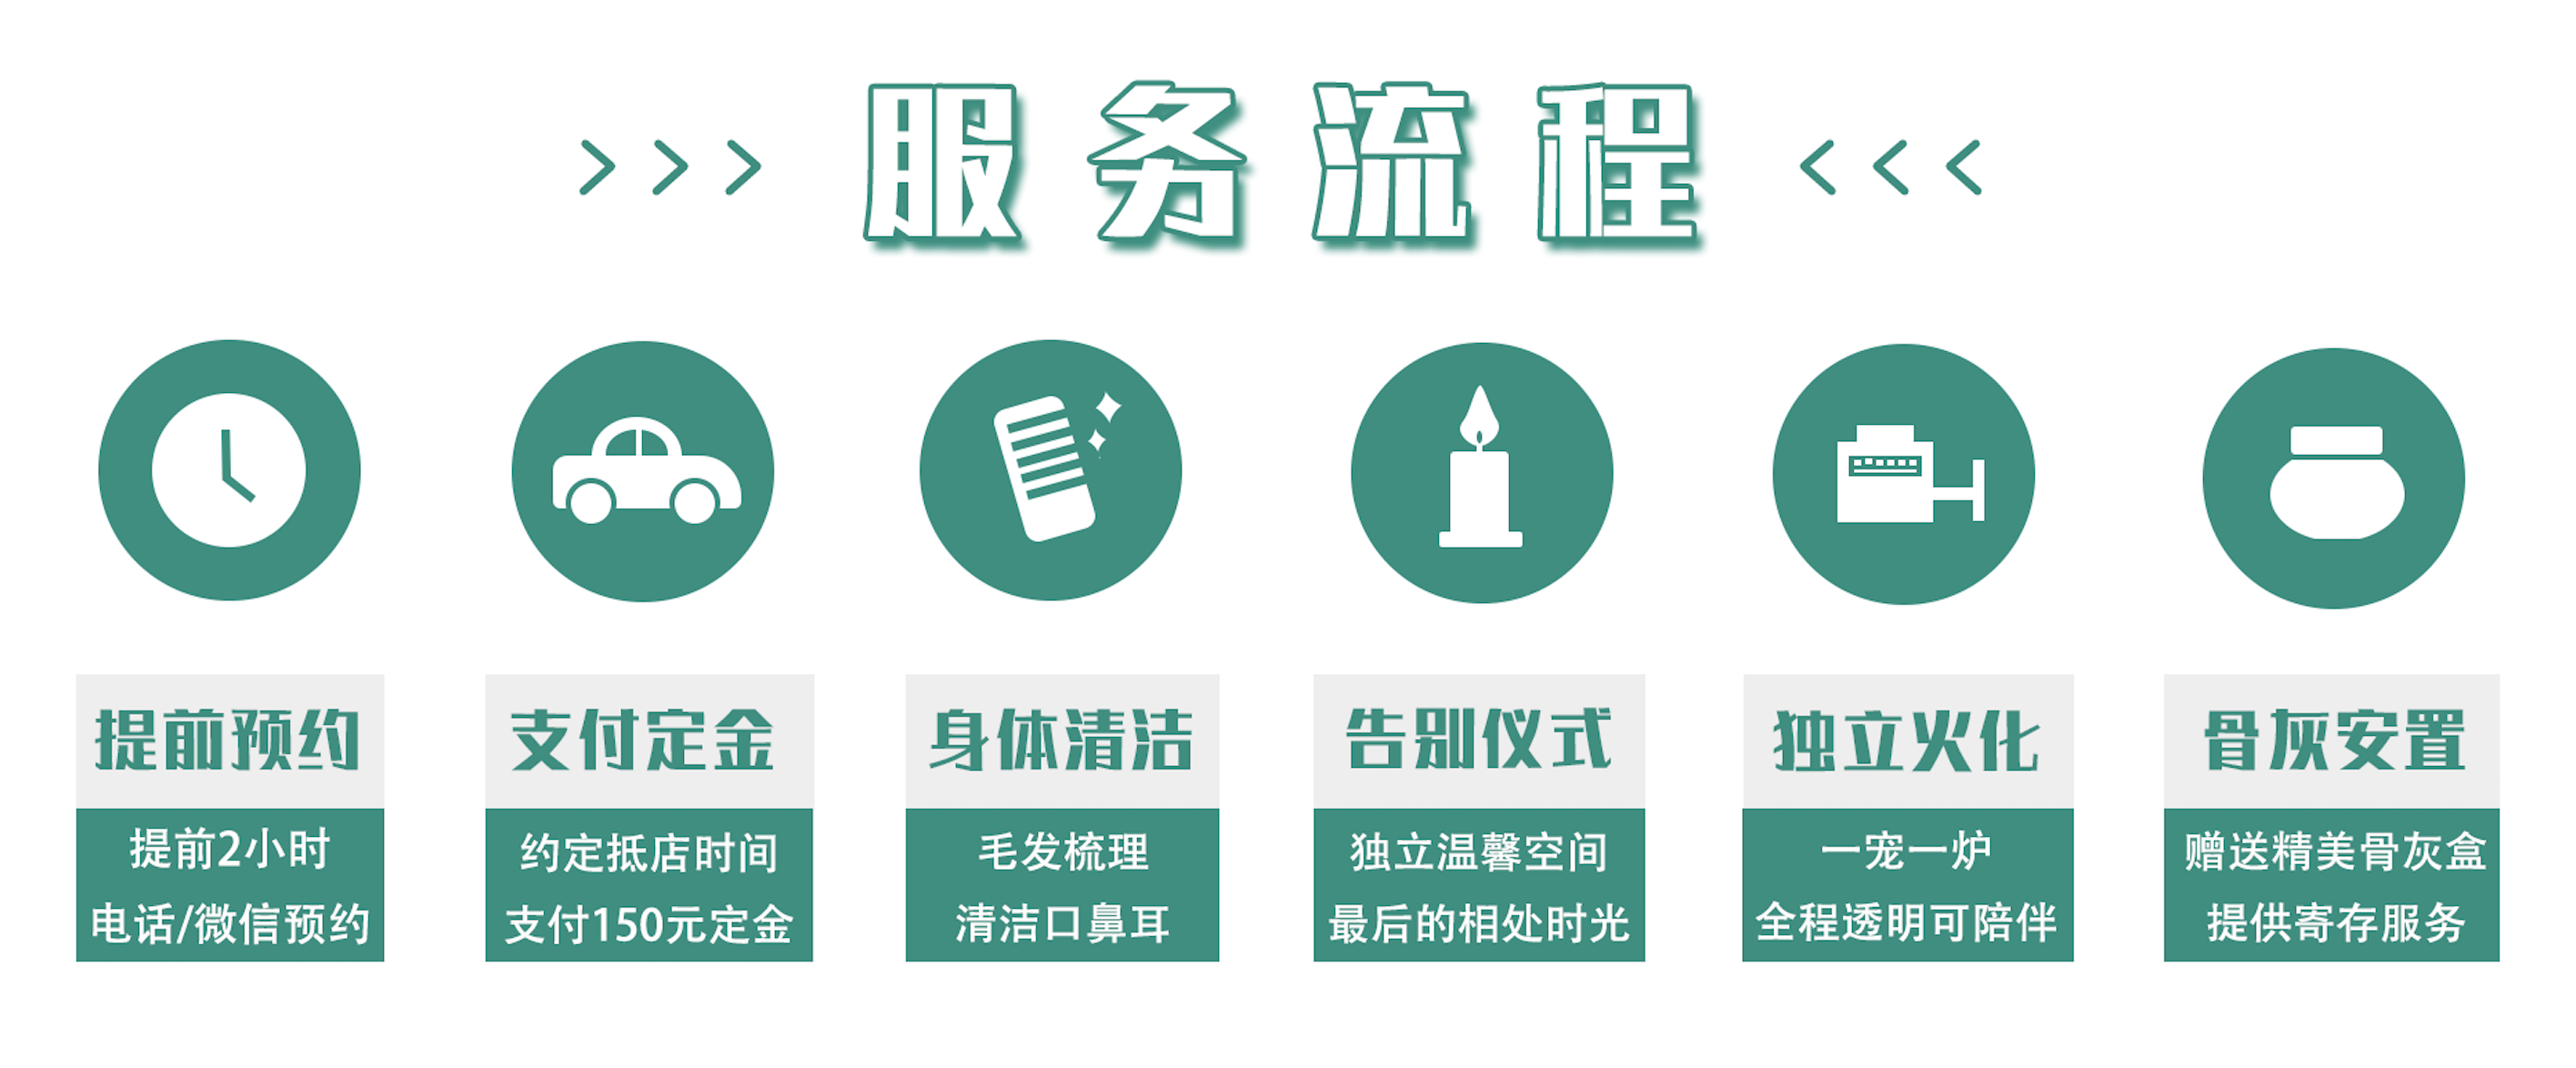 >>> 服务流程 <<<
提前预约
提前2小时
电话/微信预约
支付定金
约定抵店时间
支付150元定金
身体清洁
毛发梳理
清洁口鼻耳
告别仪式
独立温馨空间
最后的相处时光
独立火化
一宠一炉
全程透明可陪伴
骨灰安置
赠送精美骨灰盒
提供寄存服务